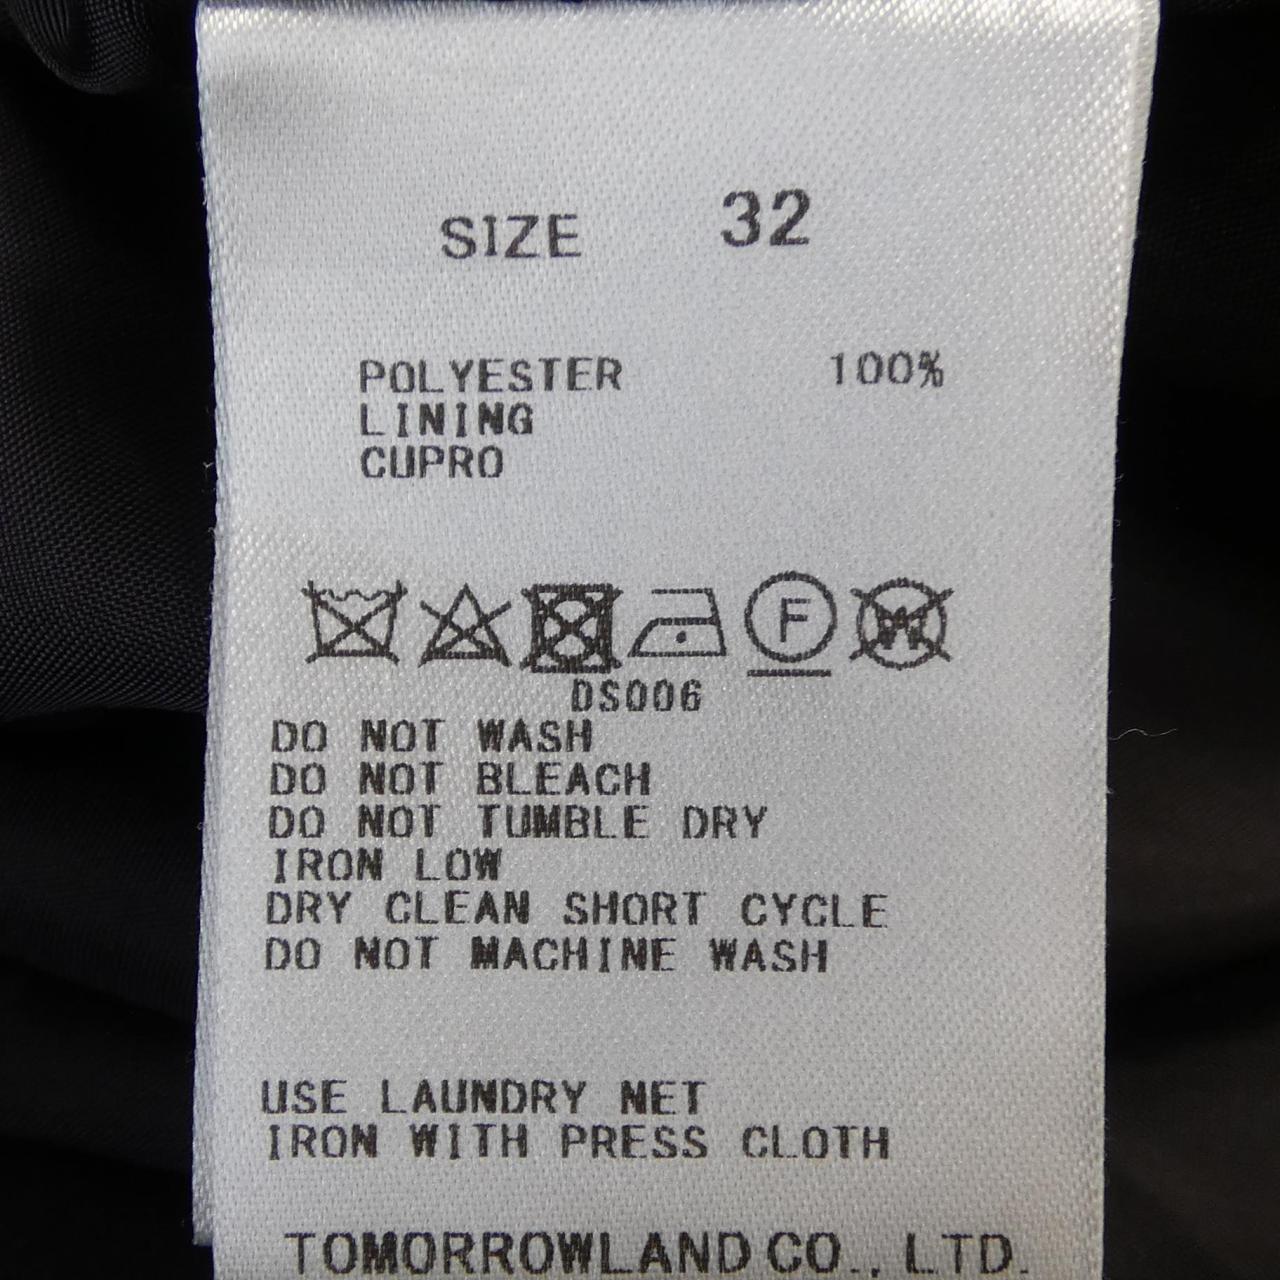 SIZE 32
POLYESTER 100%
LINING
CUPRO
F W
DS006
DO NOT WASH
DO NOT BLEACH
DO NOT TUMBLE DRY
IRON LOW
DRY CLEAN SHORT CYCLE
DO NOT MACHINE WASH
USE LAUNDRY NET
IRON WITH PRESS CLOTH
TOMORROWLAND CO., LTD.